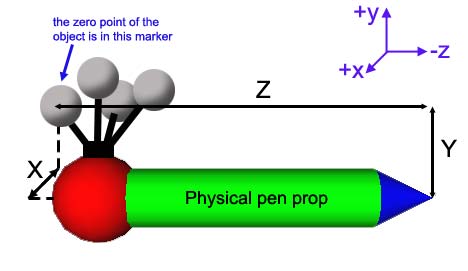 the zero point of the
object is in this marker
+y
-z
+x
Z
X
Y
Physical pen prop